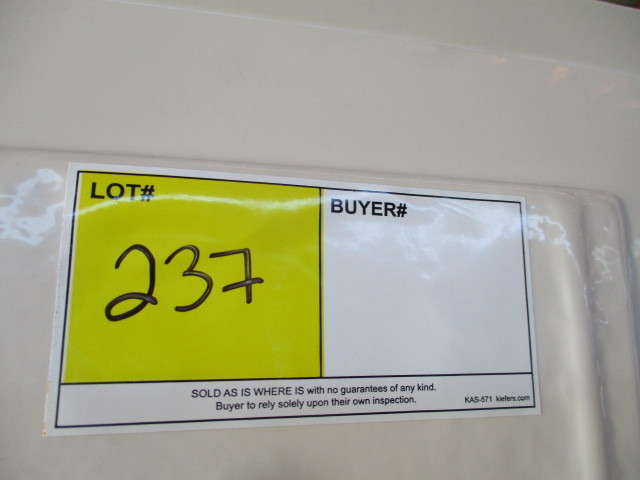 LOT#
BUYER#
237
SOLD AS IS WHERE IS with no guarantees of any kind.
Buyer to rely solely upon their own inspection.
KAS-571 kiefers.com